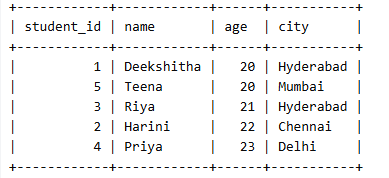 +------------+------------+------+-----------+
| student_id | name       | age  | city      |
+------------+------------+------+-----------+
|          1 | Deekshitha |   20 | Hyderabad |
|          5 | Teena      |   20 | Mumbai    |
|          3 | Riya       |   21 | Hyderabad |
|          2 | Harini     |   22 | Chennai   |
|          4 | Priya      |   23 | Delhi     |
+------------+------------+------+-----------+